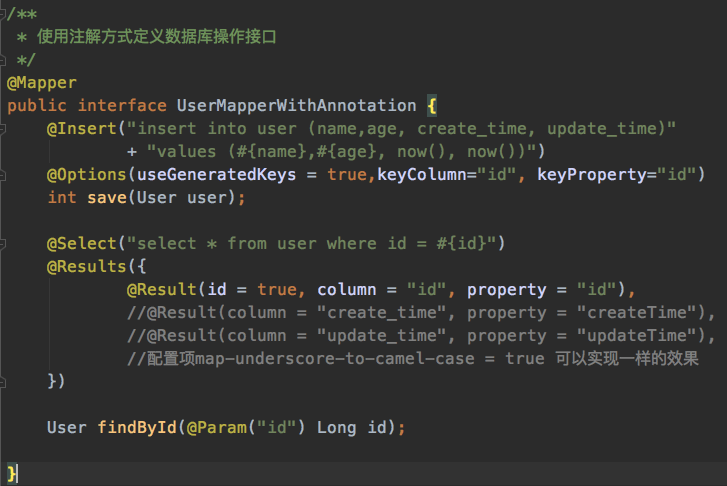 /**
 * 使用注解方式定义数据库操作接口
 */
@Mapper
public interface UserMapperWithAnnotation {
    @Insert("insert into user (name,age, create_time, update_time)"
            + "values (#{name},#{age}, now(), now())")
    @Options(useGeneratedKeys = true,keyColumn="id", keyProperty="id")
    int save(User user);

    @Select("select * from user where id = #{id}")
    @Results({
            @Result(id = true, column = "id", property = "id"),
            //@Result(column = "create_time", property = "createTime"),
            //@Result(column = "update_time", property = "updateTime"),
            //配置项map-underscore-to-camel-case = true 可以实现一样的效果
    })

    User findById(@Param("id") Long id);

}